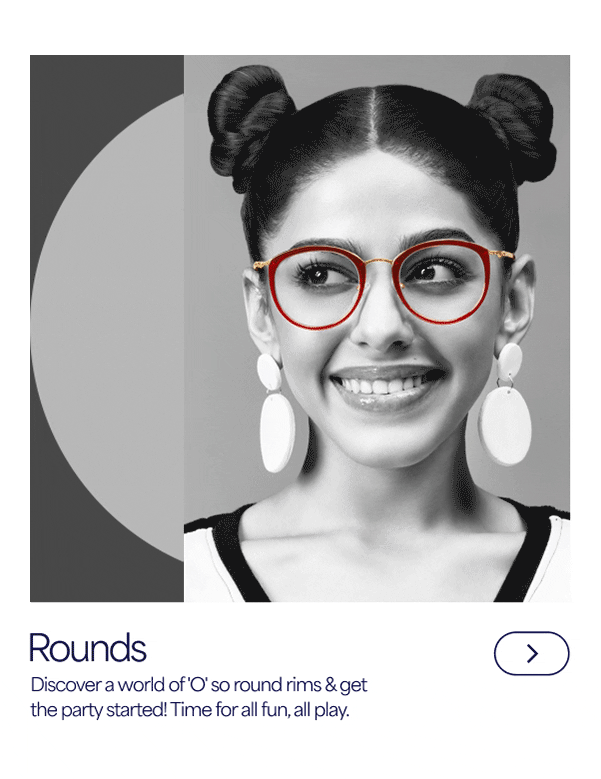 Rounds
Discover a world of 'O' so round rims & get
the party started! Time for all fun, all play.